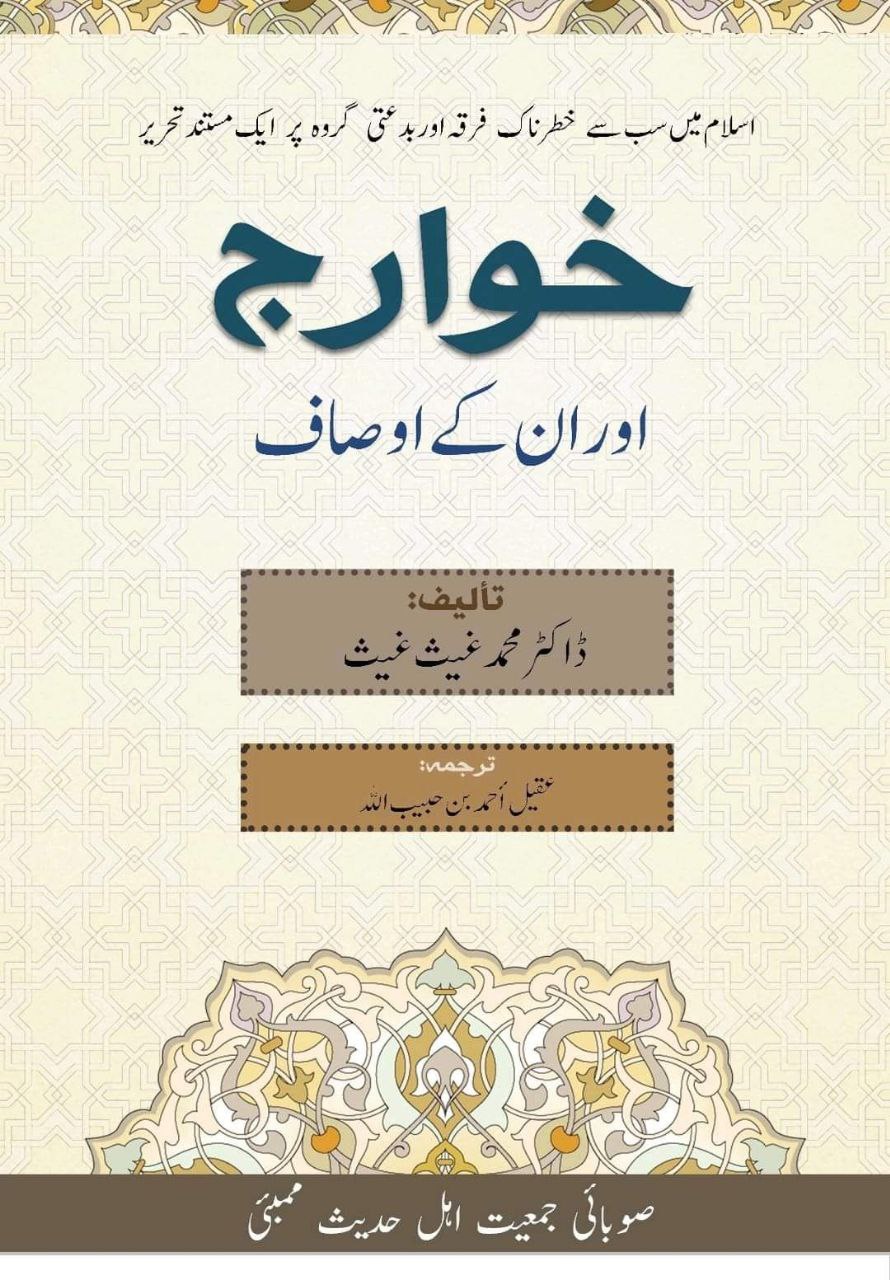 اسلام میں سب سے خطرناک فرقہ اور بدعتی گروہ پر ایک مستند تحریر
خوارج
اور ان کے اوصاف
تألیف:
ڈاکٹر محمد غیث غیث
ترجمہ:
عقیل أحمد بن حبیب اللہ
صوبائی جمعیت اہل حدیث ممبئی